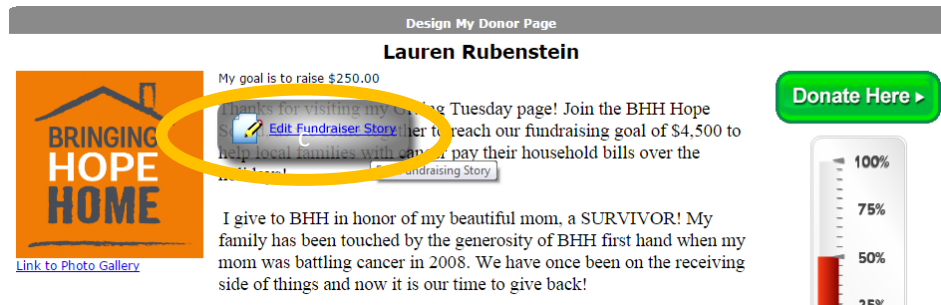 Design My Donor Page
Lauren Rubenstein
My goal is to raise $250.00
Thanks for visiting my Giving Tuesday page! Join the BHH Hope
Edit Fundraiser Story
C
ther to reach our fundraising goal of $4,500 to
help local families with cancer pay their household bills over the
Fundraising Story
I give to BHH in honor of my beautiful mom, a SURVIVOR! My
family has been touched by the generosity of BHH first hand when my
mom was battling cancer in 2008. We have once been on the receiving
side of things and now it is our time to give back!
BRINGING
HOPE
HOME
Link to Photo Gallery
Donate Here
100%
75%
50%
25%